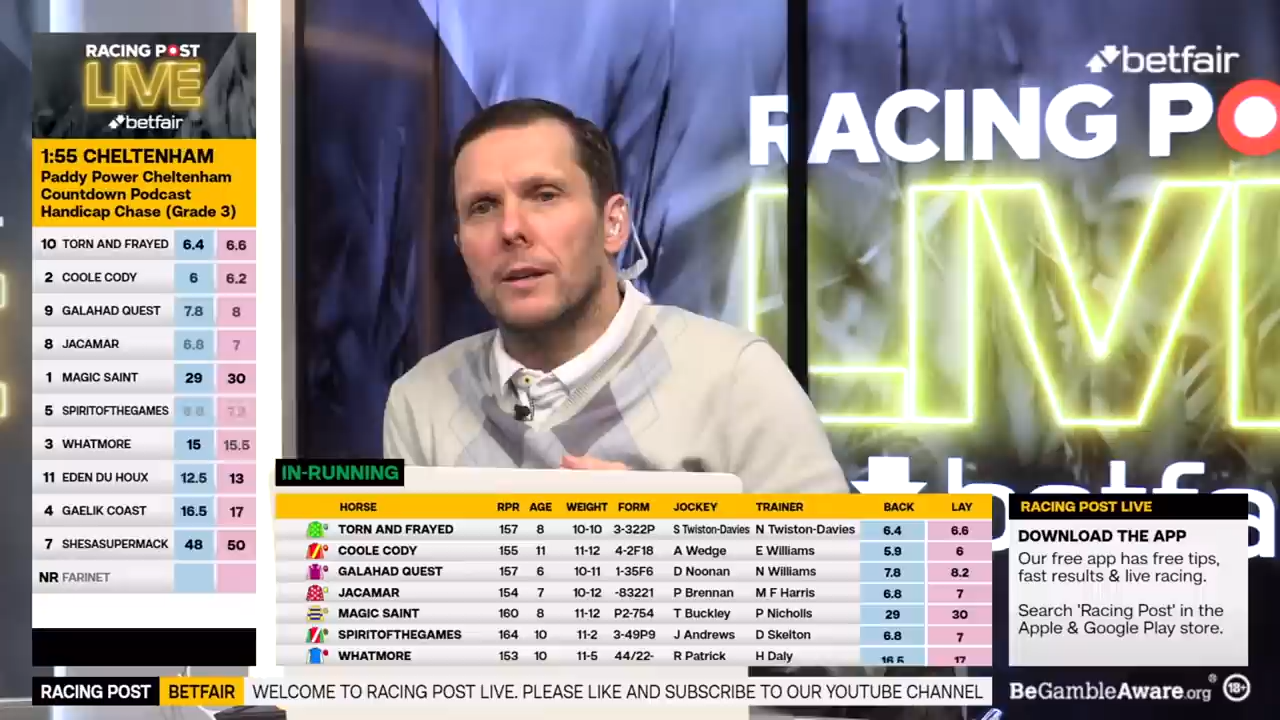 RACING POST
LIVE
betfair
1:55 CHELTENHAM
Paddy Power Cheltenham
Countdown Podcast
Handicap Chase (Grade 3)
10 TORN AND FRAYED 6.4 6.6
2 COOLE CODY 6 6.2
9 GALAHAD QUEST 7.8 8
8 JACAMAR 6.8 7
1 MAGIC SAINT 29 30
5 SPIRITOFTHEGAMES
3 WHATMORE 15 15.5
11 EDEN DU HOUX 12.5 13
4 GAELIK COAST 16.5 17
7 SHESASUPERMACK 48 50
NR FARINET
betfair
RACING PO
LIV
betfa
IN-RUNNING
HORSE RPR AGE WEIGHT FORM JOCKEY TRAINER BACK LAY
TORN AND FRAYED 157 8 10-10 3-322P S Twiston-Davies N Twiston-Davies 6.4 6.6
COOLE CODY 155 11 11-12 4-2F18 A Wedge E Williams 5.9 6
GALAHAD QUEST 157 6 10-11 1-35F6 D Noonan N Williams 7.8 8.2
JACAMAR 154 7 10-12 -83221 P Brennan M F Harris 6.8 7
MAGIC SAINT 160 8 11-12 P2-754 T Buckley P Nicholls 29 30
SPIRITOFTHEGAMES 164 10 11-2 3-49P9 J Andrews D Skelton 6.8 7
WHATMORE 153 10 11-5 44/22- R Patrick H Daly 16.5 17
RACING POST LIVE
DOWNLOAD THE APP
Our free app has free tips,
fast results & live racing.
Search 'Racing Post' in the
Apple & Google Play store.
RACING POST BETFAIR WELCOME TO RACING POST LIVE. PLEASE LIKE AND SUBSCRIBE TO OUR YOUTUBE CHANNEL
BeGambleAware.org® 18+